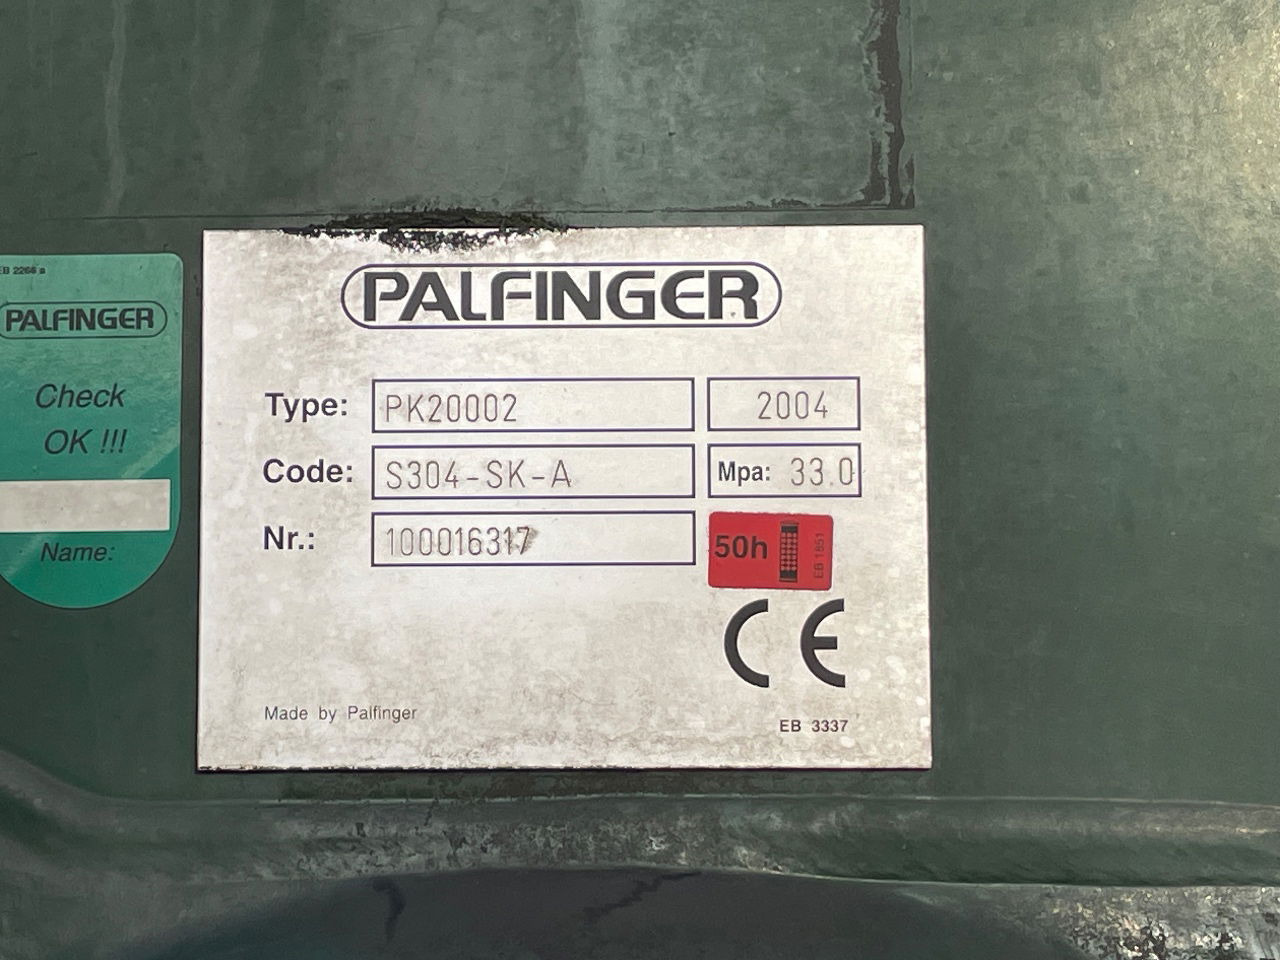 EB 2266 a
PALFINGER
Check
OK !!!
Name:
PALFINGER
Type: PK20002 2004
Code: S304-SK-A Mpa: 33.0
Nr.: 100016317
50h EB 1851
CE
Made by Palfinger EB 3337